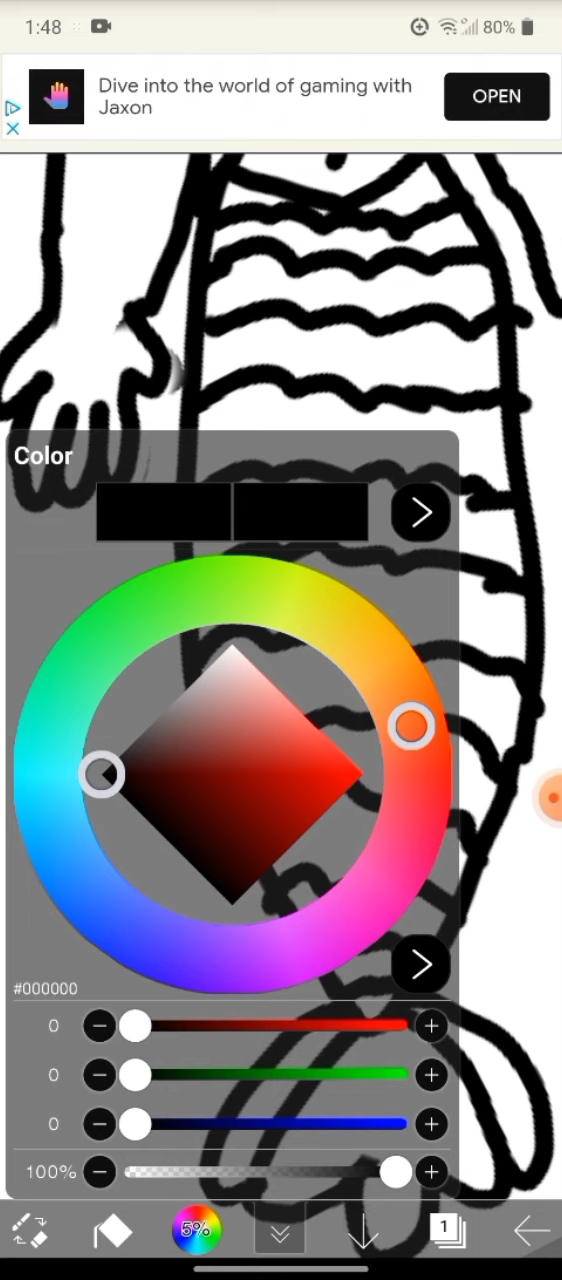 1:48
80%
Dive into the world of gaming with
Jaxon
OPEN
Color
#000000
0
0
0
100%
5%
1